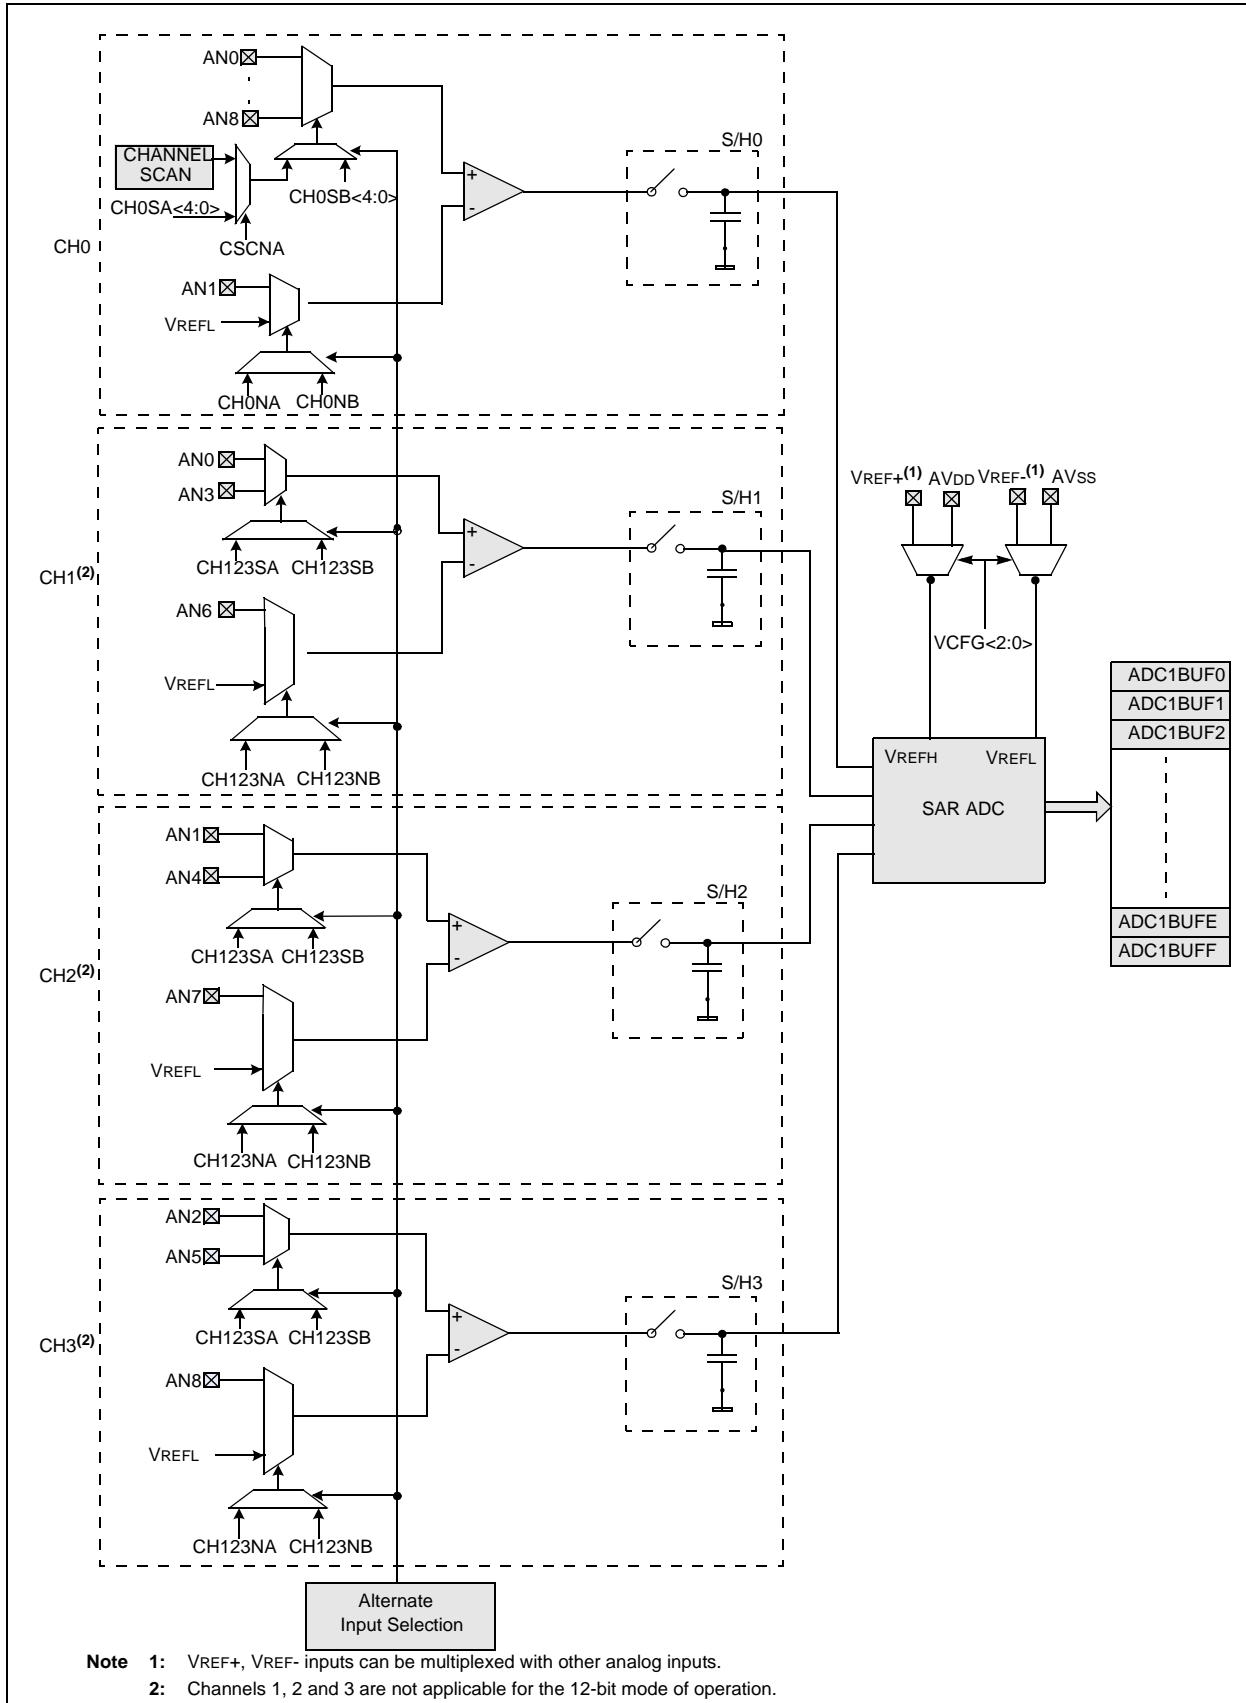 AN0
AN8
CHANNEL
SCAN
CH0SA<4:0>
CH0SB<4:0>
CSCNA
CH0
AN1
VREFL
CH0NA CH0NB
S/H0
+
-
AN0
AN3
CH123SA CH123SB
CH1(2)
AN6
VREFL
CH123NA CH123NB
S/H1
+
-
VREF+(1) AVDD VREF-(1) AVSS
VCFG<2:0>
VREFH VREFL
SAR ADC
ADC1BUF0
ADC1BUF1
ADC1BUF2
ADC1BUFE
ADC1BUFF
AN1
AN4
CH123SA CH123SB
CH2(2)
AN7
VREFL
CH123NA CH123NB
S/H2
+
-
AN2
AN5
CH123SA CH123SB
CH3(2)
AN8
VREFL
CH123NA CH123NB
S/H3
+
-
Alternate
Input Selection
Note 1: VREF+, VREF- inputs can be multiplexed with other analog inputs.
2: Channels 1, 2 and 3 are not applicable for the 12-bit mode of operation.